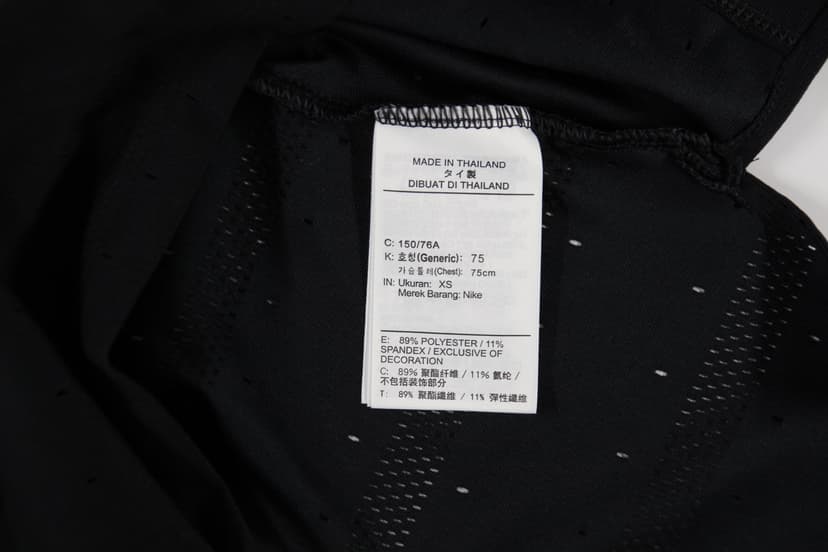 MADE IN THAILAND
タイ製
DIBUAT DI THAILAND
C: 150/76A
K: 호칭(Generic): 75
가슴둘레(Chest): 75cm
IN: Ukuran: XS
Merek Barang: Nike
E: 89% POLYESTER / 11%
SPANDEX / EXCLUSIVE OF
DECORATION
C: 89% 聚酯纤维 / 11% 氨纶 /
不包括装饰部分
T: 89% 聚酯纖維 / 11% 彈性纖維